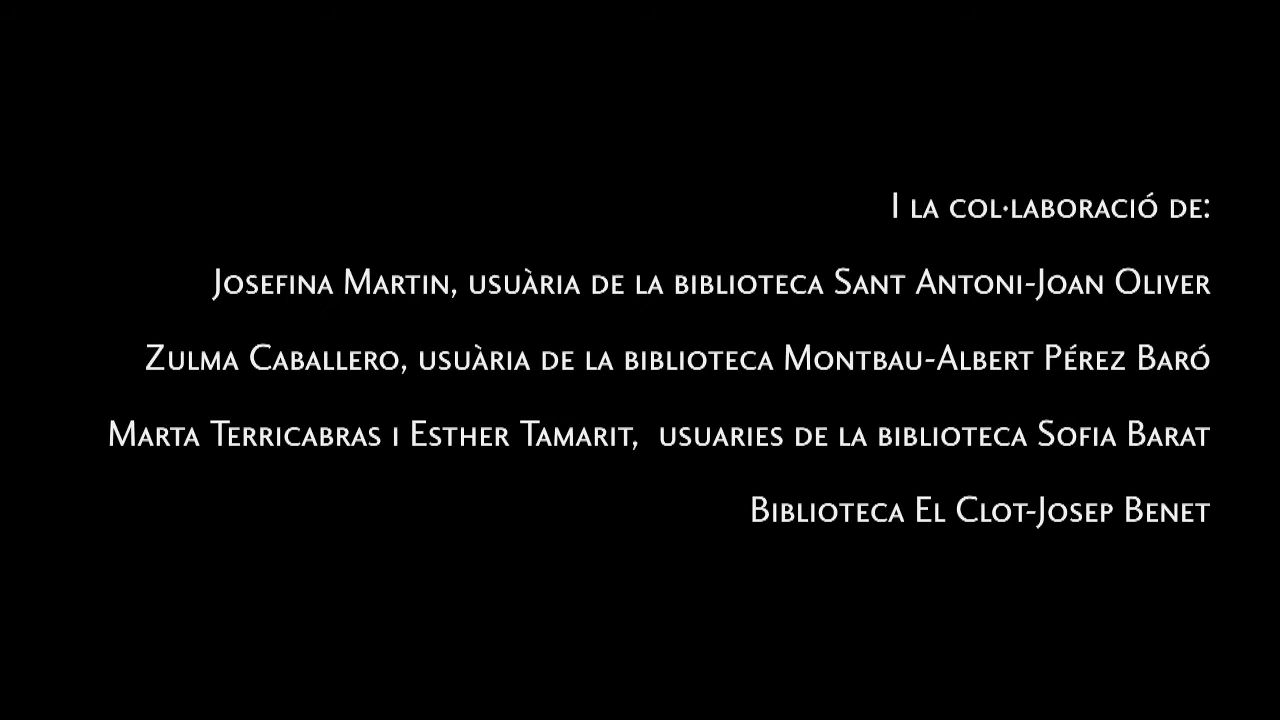 I la col·laboració de:
Josefina Martin, usuària de la biblioteca Sant Antoni-Joan Oliver
Zulma Caballero, usuària de la biblioteca Montbau-Albert Pérez Baró
Marta Terricabras i Esther Tamarit,  usuaries de la biblioteca Sofia Barat
Biblioteca El Clot-Josep Benet